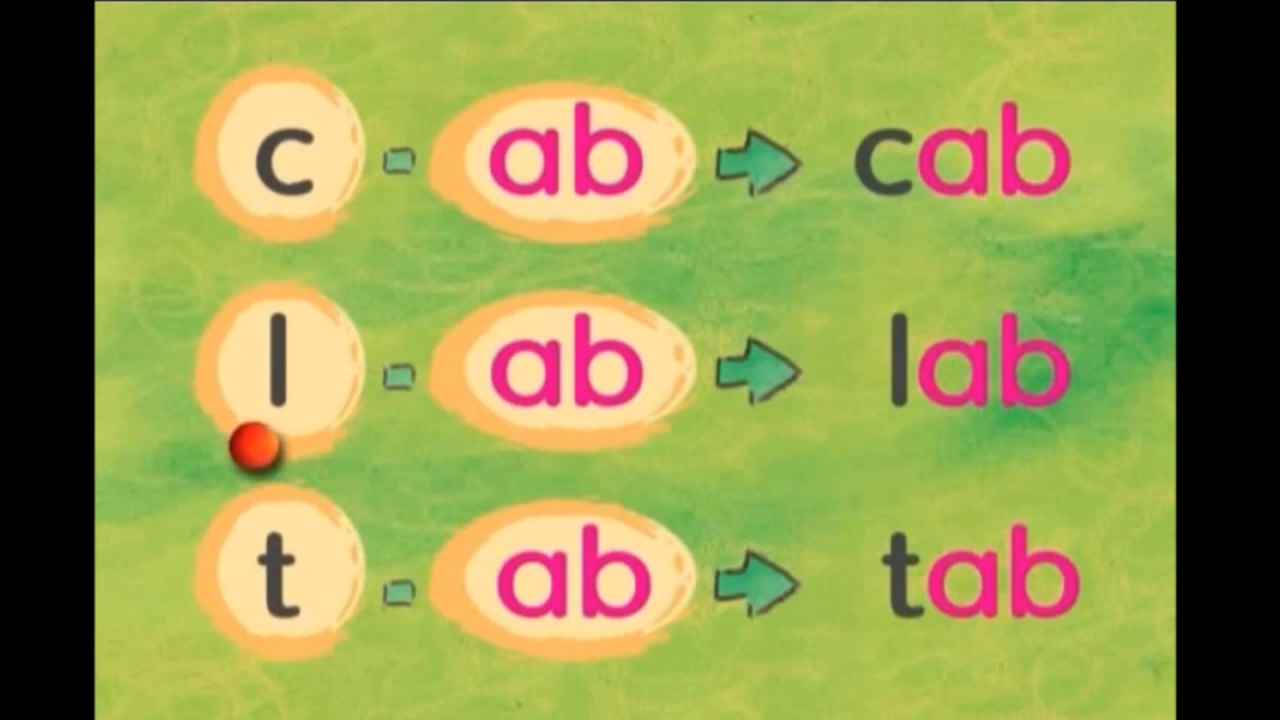 c - ab → cab
l - ab → lab
t - ab → tab